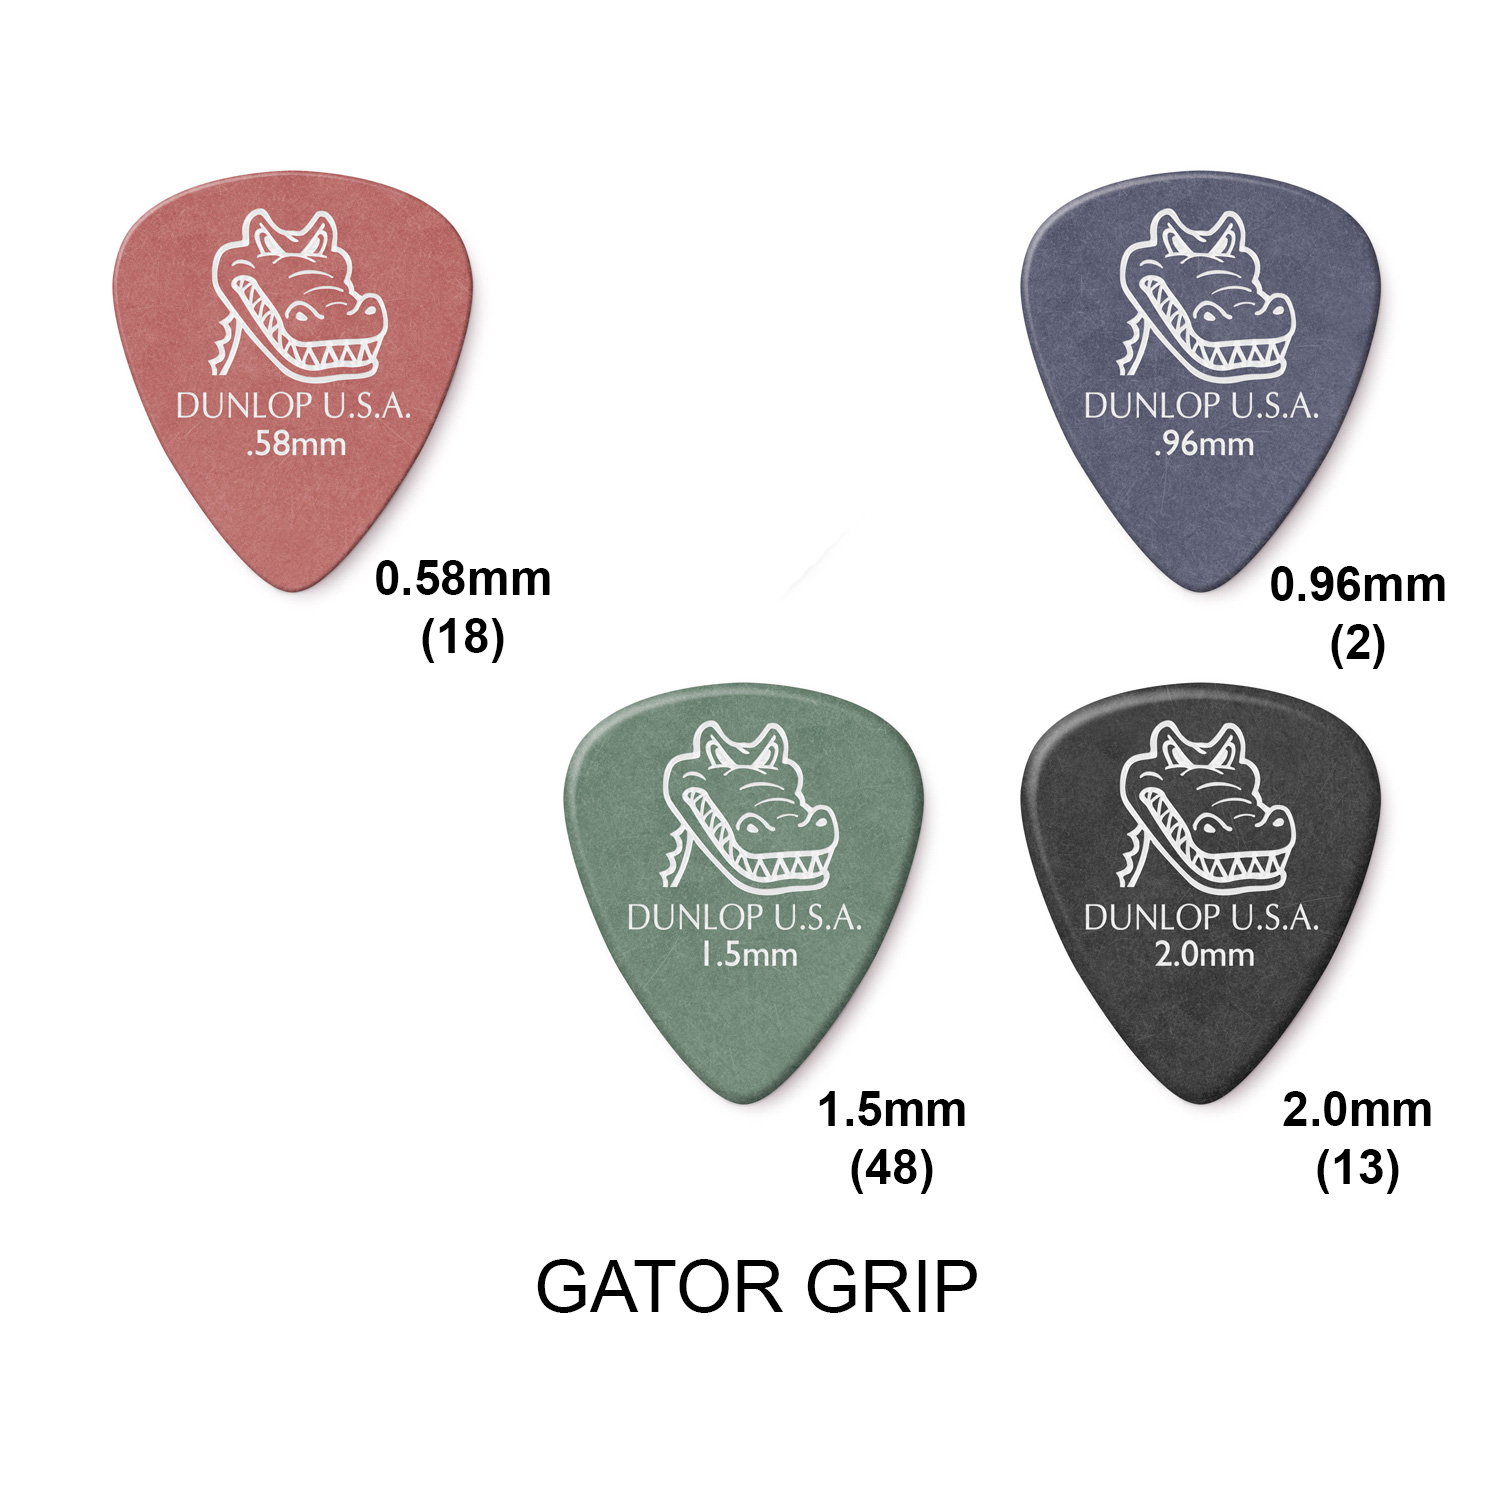 DUNLOP U.S.A.
.58mm
0.58mm
(18)
DUNLOP U.S.A.
.96mm
0.96mm
(2)
DUNLOP U.S.A.
1.5mm
1.5mm
(48)
DUNLOP U.S.A.
2.0mm
2.0mm
(13)
GATOR GRIP